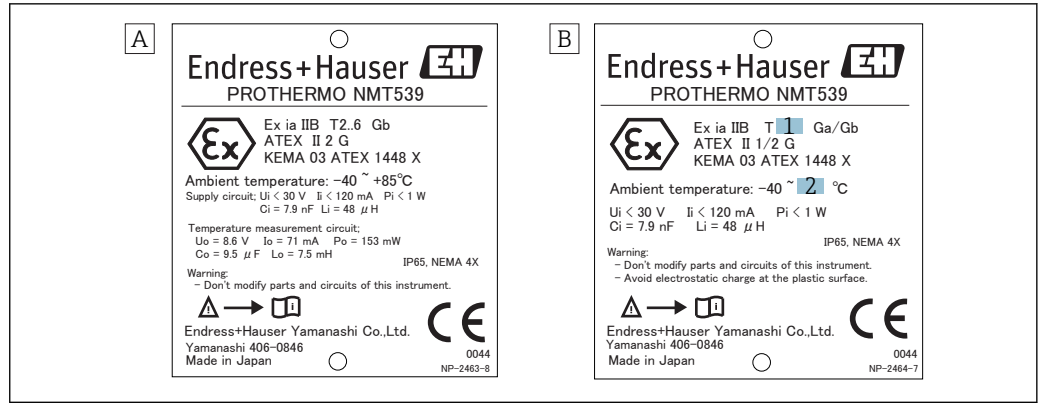 A
Endress+Hauser EH
PROTHERMO NMT539
Ex
Ex ia IIB T2..6 Gb
ATEX II 2 G
KEMA 03 ATEX 1448 X
Ambient temperature: −40 ~ +85℃
Supply circuit; Ui < 30 V Ii < 120 mA Pi < 1 W
Ci = 7.9 nF Li = 48 μH
Temperature measurement circuit;
Uo = 8.6 V Io = 71 mA Po = 153 mW
Co = 9.5 μF Lo = 7.5 mH
IP65, NEMA 4X
Warning:
− Don't modify parts and circuits of this instrument.
Endress+Hauser Yamanashi Co.,Ltd.
Yamanashi 406−0846
Made in Japan
CE
0044
NP−2463−8
B
Endress+Hauser EH
PROTHERMO NMT539
Ex
Ex ia IIB T 1 Ga/Gb
ATEX II 1/2 G
KEMA 03 ATEX 1448 X
Ambient temperature: −40 ~ 2 ℃
Ui < 30 V Ii < 120 mA Pi < 1 W
Ci = 7.9 nF Li = 48 μH
IP65, NEMA 4X
Warning:
− Don't modify parts and circuits of this instrument.
− Avoid electrostatic charge at the plastic surface.
Endress+Hauser Yamanashi Co.,Ltd.
Yamanashi 406−0846
Made in Japan
CE
0044
NP−2464−7